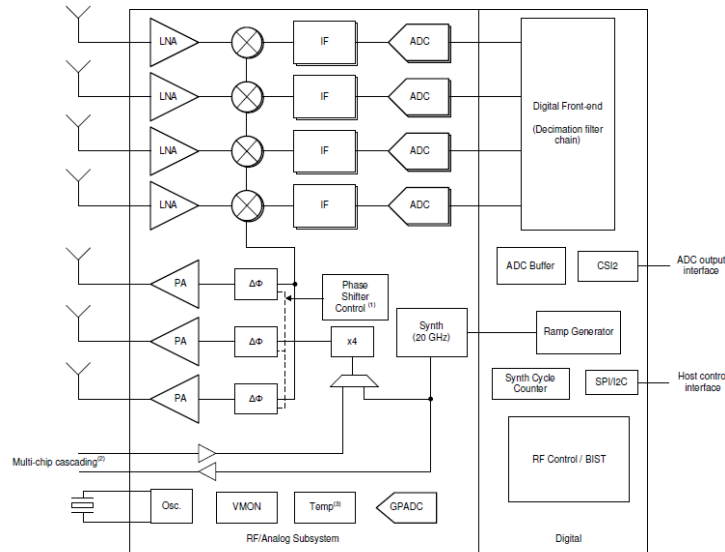 LNA
IF
ADC
LNA
IF
ADC
LNA
IF
ADC
LNA
IF
ADC
Digital Front-end
(Decimation filter
chain)
PA
ΔΦ
PA
ΔΦ
PA
ΔΦ
Phase
Shifter
Control (1)
x4
Synth
(20 GHz)
ADC Buffer
CSI2
ADC output
interface
Ramp Generator
Synth Cycle
Counter
SPI/I2C
Host control
interface
RF Control / BIST
Multi-chip cascading(2)
Osc.
VMON
Temp(3)
GPADC
RF/Analog Subsystem
Digital